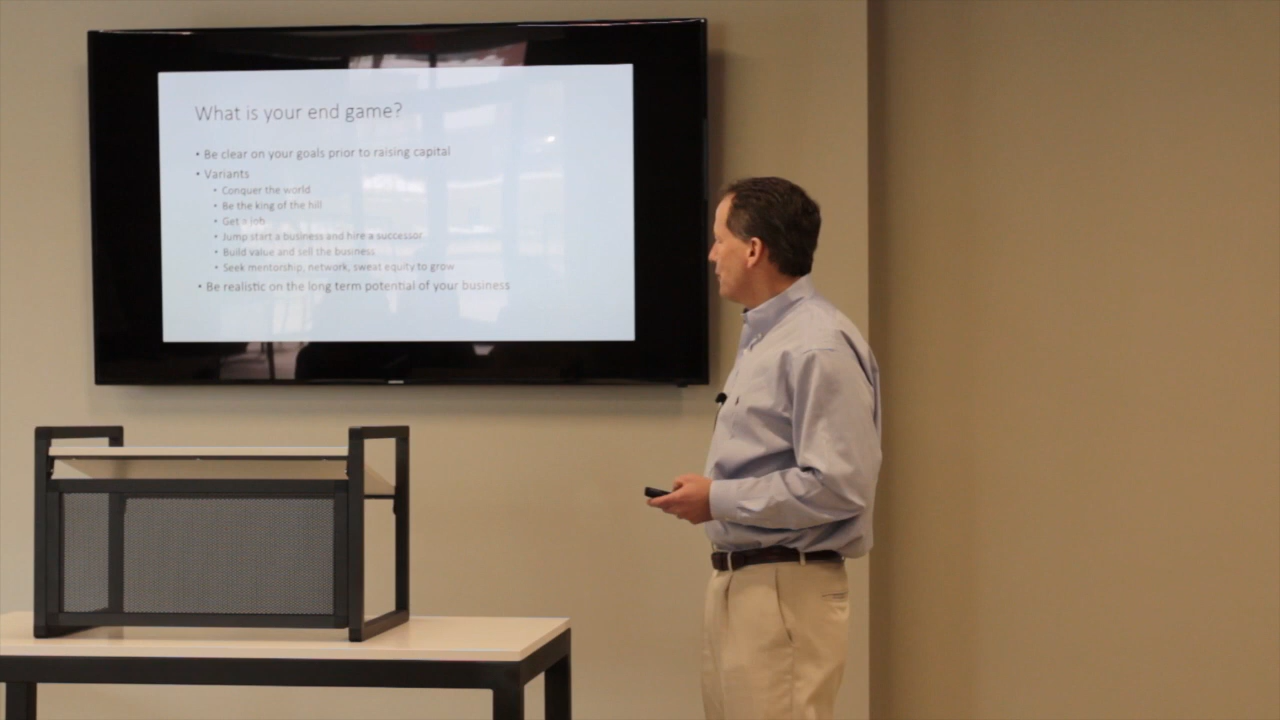 What is your end game?
• Be clear on your goals prior to raising capital
• Variants
• Conquer the world
• Be the king of the hill
• Get a job
• Jump start a business and hire a successor
• Build value and sell the business
• Seek mentorship, network, sweat equity to grow
• Be realistic on the long term potential of your business